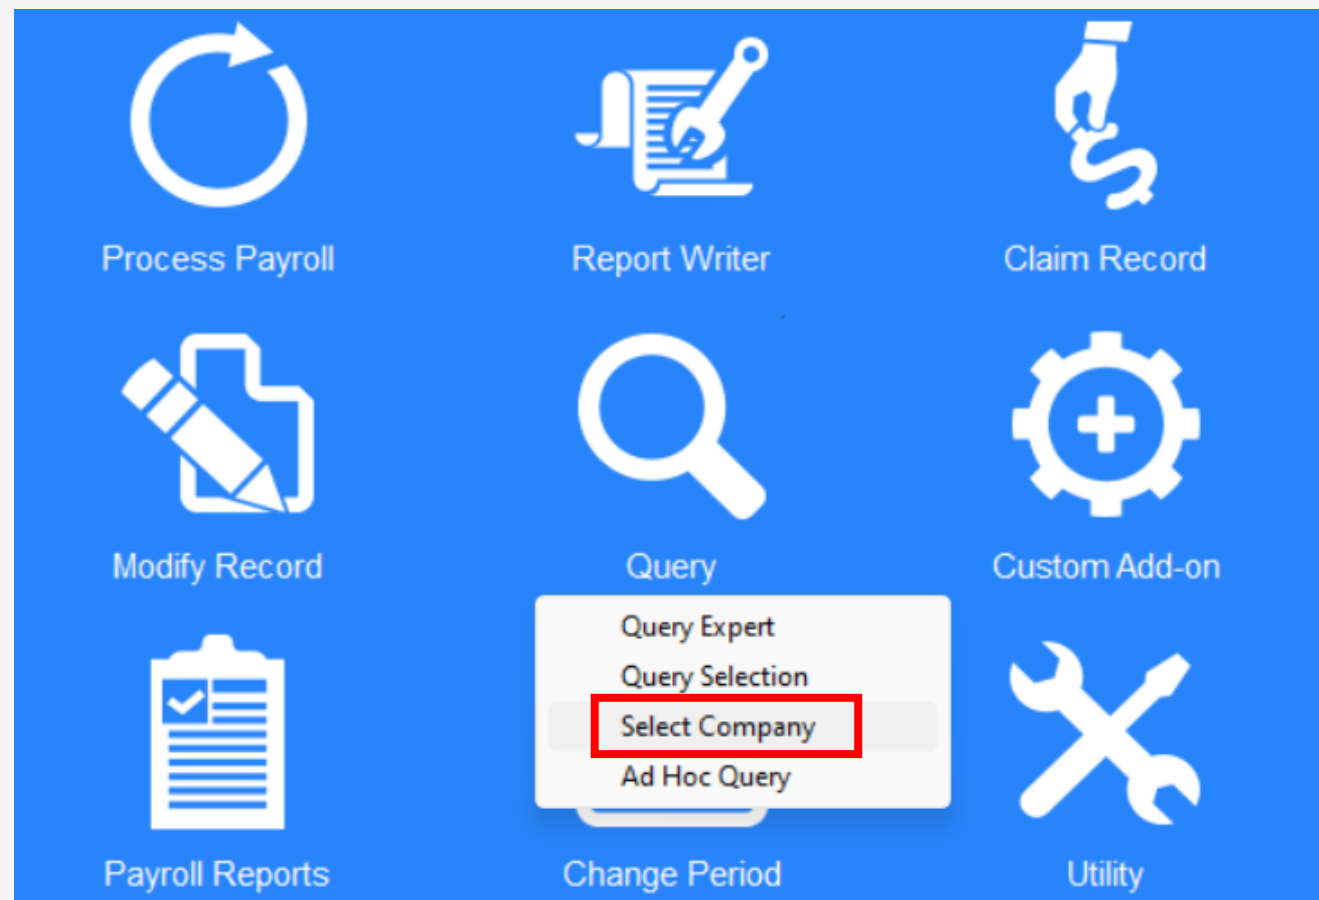 Process Payroll
Report Writer
Claim Record
Modify Record
Query
Custom Add-on
Query Expert
Query Selection
Select Company
Ad Hoc Query
Payroll Reports
Change Period
Utility